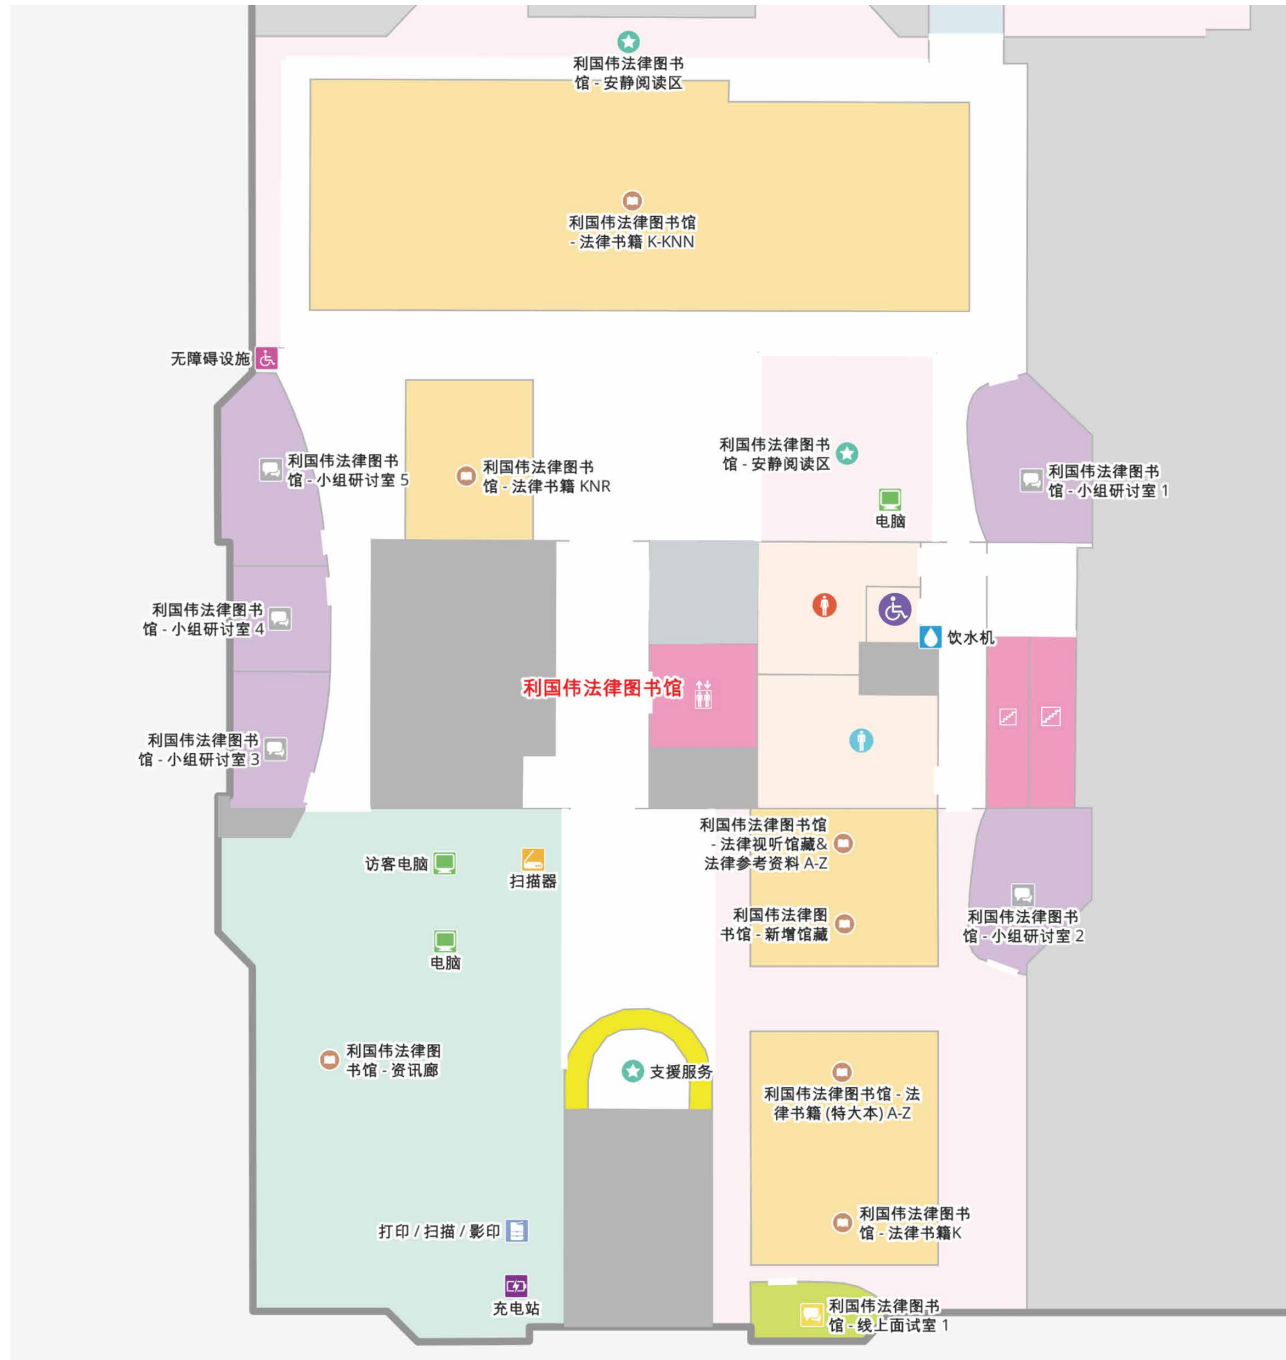 利国伟法律图书
馆 - 安静阅读区
利国伟法律图书馆
- 法律书籍 K-KNN
无障碍设施
利国伟法律图书
馆 - 小组研讨室 5
利国伟法律图书
馆 - 法律书籍 KNR
利国伟法律图书
馆 - 安静阅读区
电脑
利国伟法律图书
馆 - 小组研讨室 1
利国伟法律图书
馆 - 小组研讨室 4
饮水机
利国伟法律图书馆
利国伟法律图书
馆 - 小组研讨室 3
利国伟法律图书馆
- 法律视听馆藏&
法律参考资料 A-Z
访客电脑
扫描器
利国伟法律图
书馆 - 新增馆藏
利国伟法律图书
馆 - 小组研讨室 2
电脑
利国伟法律图
书馆 - 资讯廊
支援服务
利国伟法律图书馆 - 法
律书籍 (特大本) A-Z
打印 / 扫描 / 影印
利国伟法律图书
馆 - 法律书籍K
充电站
利国伟法律图书
馆 - 线上面试室 1